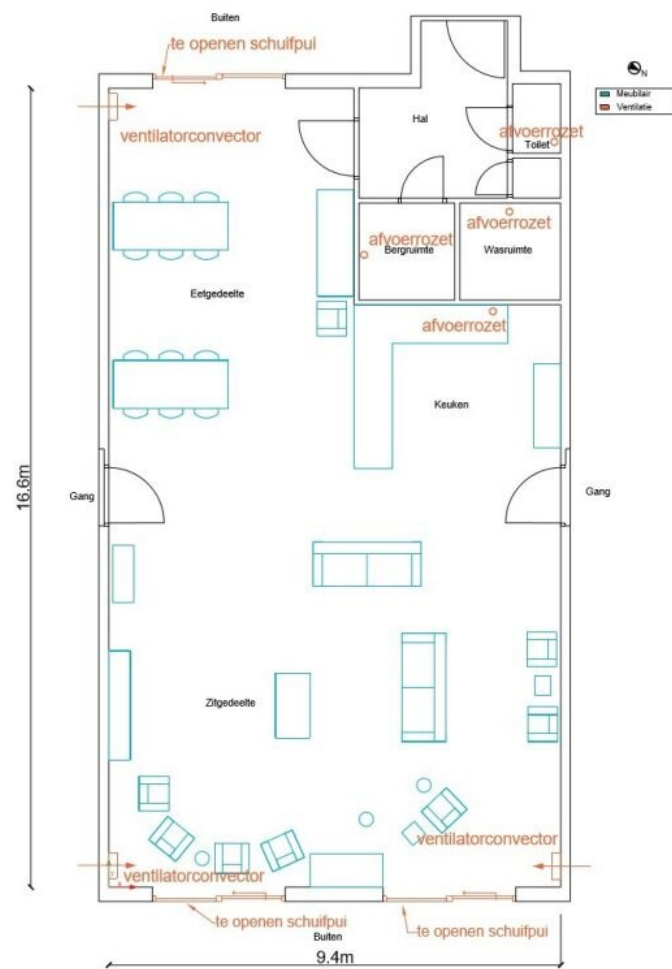 Buiten
te openen schuifpui
N
Meubilair
Ventilatie
ventilatorconvector
Hal
afvoerrozet
Toilet
afvoerrozet
afvoerrozet
Bergruimte
Wasruimte
Eetgedeelte
afvoerrozet
Keuken
16.6m
Gang
Gang
Zitgedeelte
ventilatorconvector
ventilatorconvector
te openen schuifpui
te openen schuifpui
Buiten
9.4m